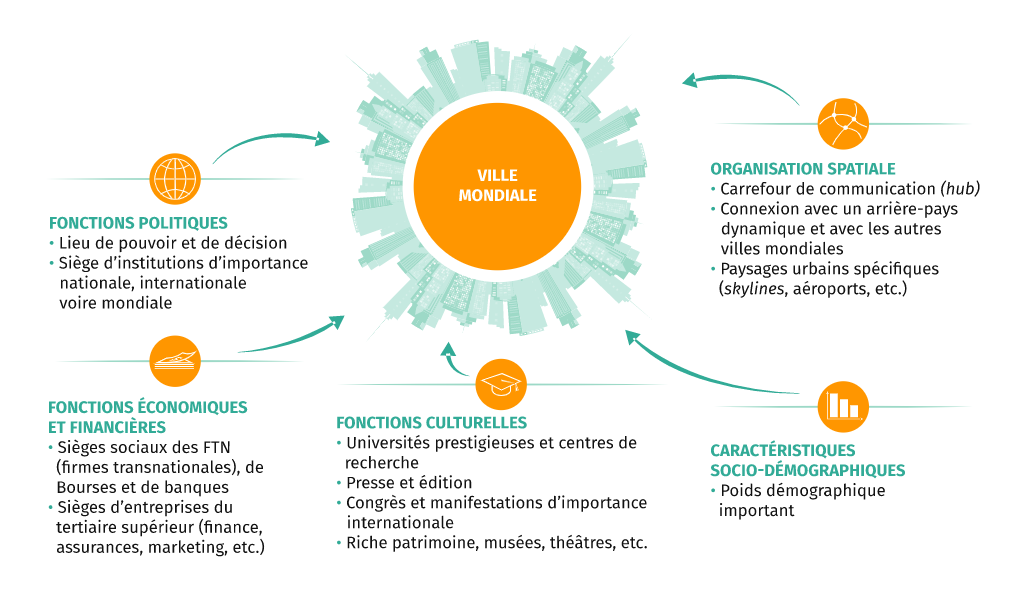 VILLE
MONDIALE
FONCTIONS POLITIQUES
• Lieu de pouvoir et de décision
• Siège d’institutions d’importance
nationale, internationale
voire mondiale
FONCTIONS ÉCONOMIQUES
ET FINANCIÈRES
• Sièges sociaux des FTN
(firmes transnationales), de
Bourses et de banques
• Sièges d’entreprises du
tertiaire supérieur (finance,
assurances, marketing, etc.)
FONCTIONS CULTURELLES
• Universités prestigieuses et centres de
recherche
• Presse et édition
• Congrès et manifestations d’importance
internationale
• Riche patrimoine, musées, théâtres, etc.
ORGANISATION SPATIALE
• Carrefour de communication (hub)
• Connexion avec un arrière-pays
dynamique et avec les autres
villes mondiales
• Paysages urbains spécifiques
(skylines, aéroports, etc.)
CARACTÉRISTIQUES
SOCIO-DÉMOGRAPHIQUES
• Poids démographique
important